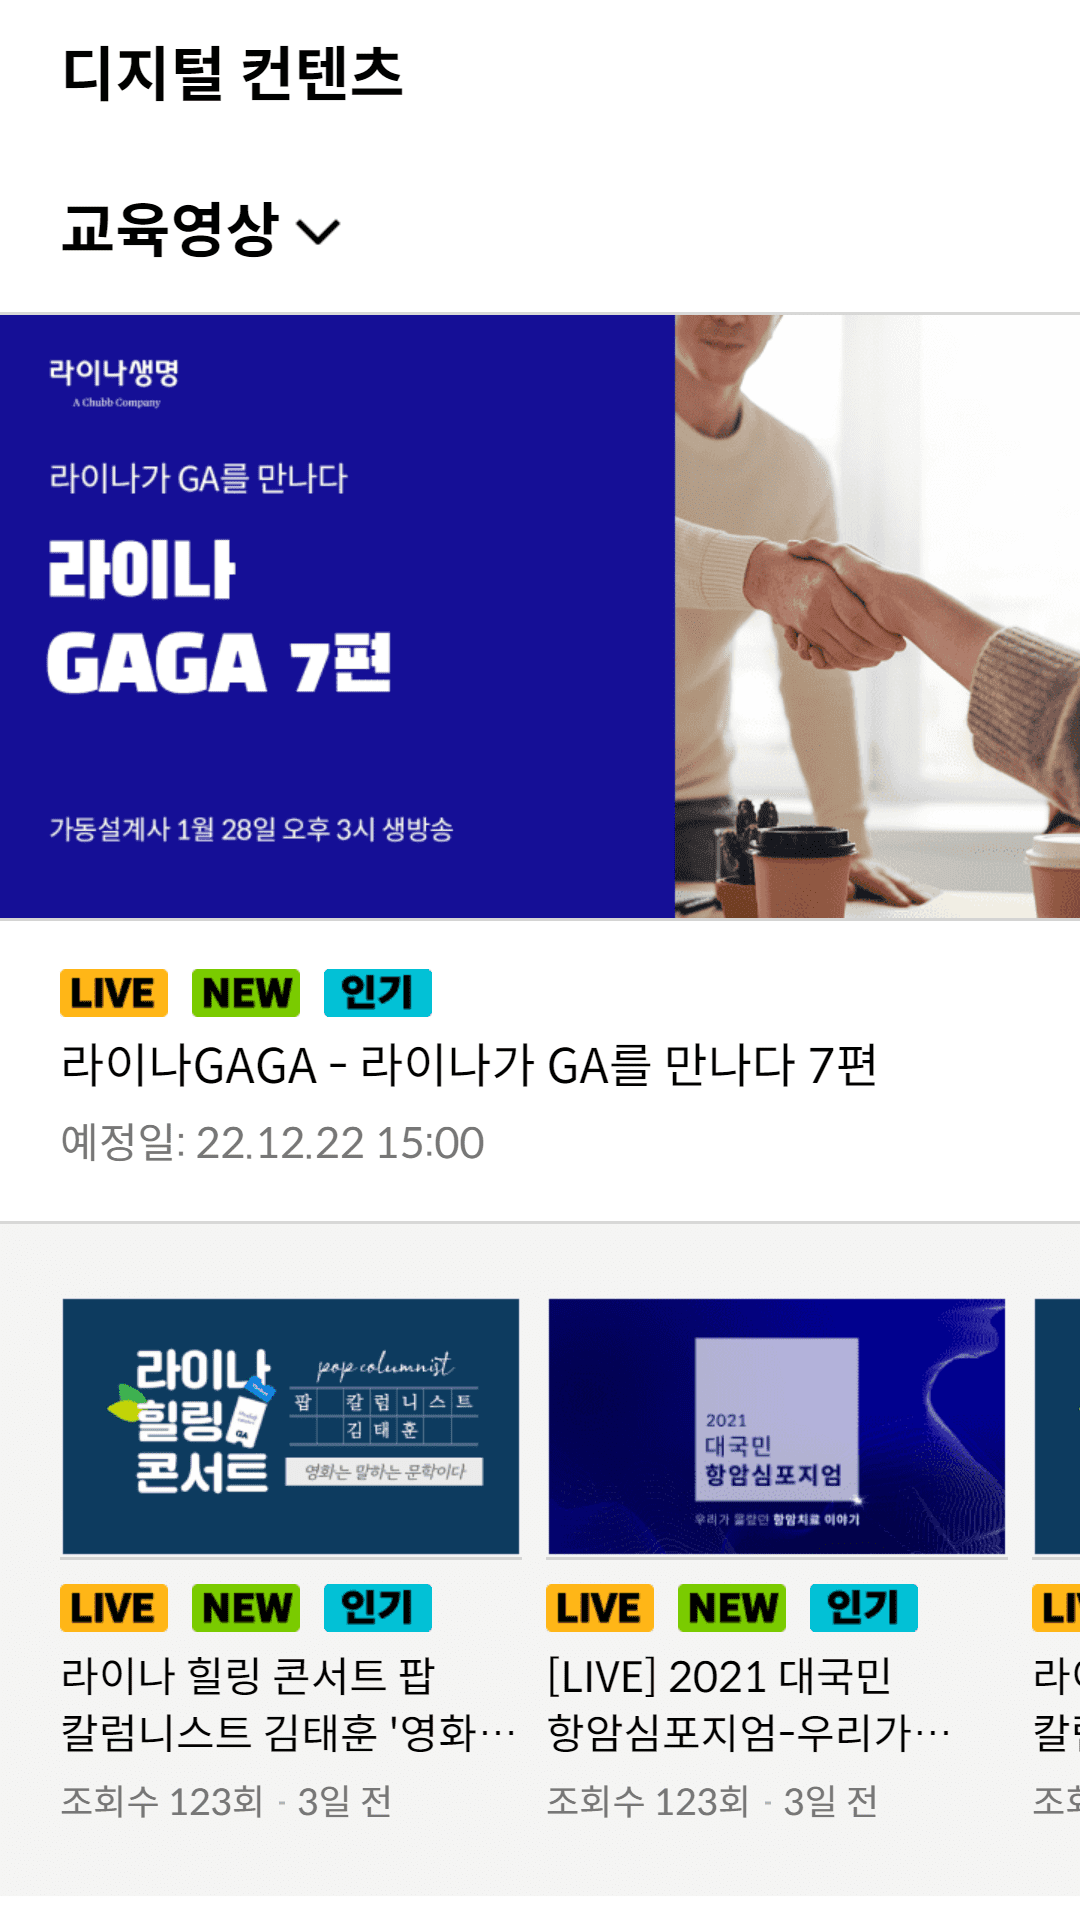 디지털 컨텐츠
교육영상
라이나생명
A Chubb Company
라이나가 GA를 만나다
라이나
GAGA 7편
가동설계사 1월 28일 오후 3시 생방송
LIVE NEW 인기
라이나GAGA - 라이나가 GA를 만나다 7편
예정일: 22.12.22 15:00
라이나
힐링
콘서트
GA
pop columnist
팝 칼럼니스트
김태훈
영화는 말하는 문학이다
2021
대국민
항암심포지엄
우리가 몰랐던 항암치료 이야기
LIVE NEW 인기
라이나 힐링 콘서트 팝
칼럼니스트 김태훈 '영화…
조회수 123회 · 3일 전
LIVE NEW 인기
[LIVE] 2021 대국민
항암심포지엄-우리가…
조회수 123회 · 3일 전